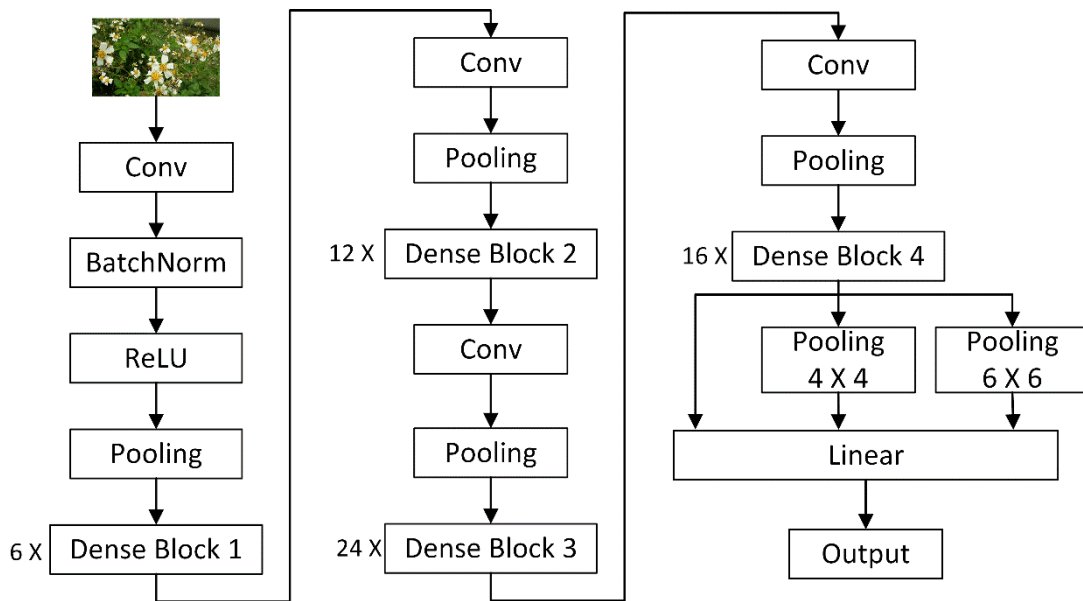 Conv
BatchNorm
ReLU
Pooling
6 X Dense Block 1
Conv
Pooling
12 X Dense Block 2
Conv
Pooling
24 X Dense Block 3
Conv
Pooling
16 X Dense Block 4
Pooling
4 X 4
Pooling
6 X 6
Linear
Output